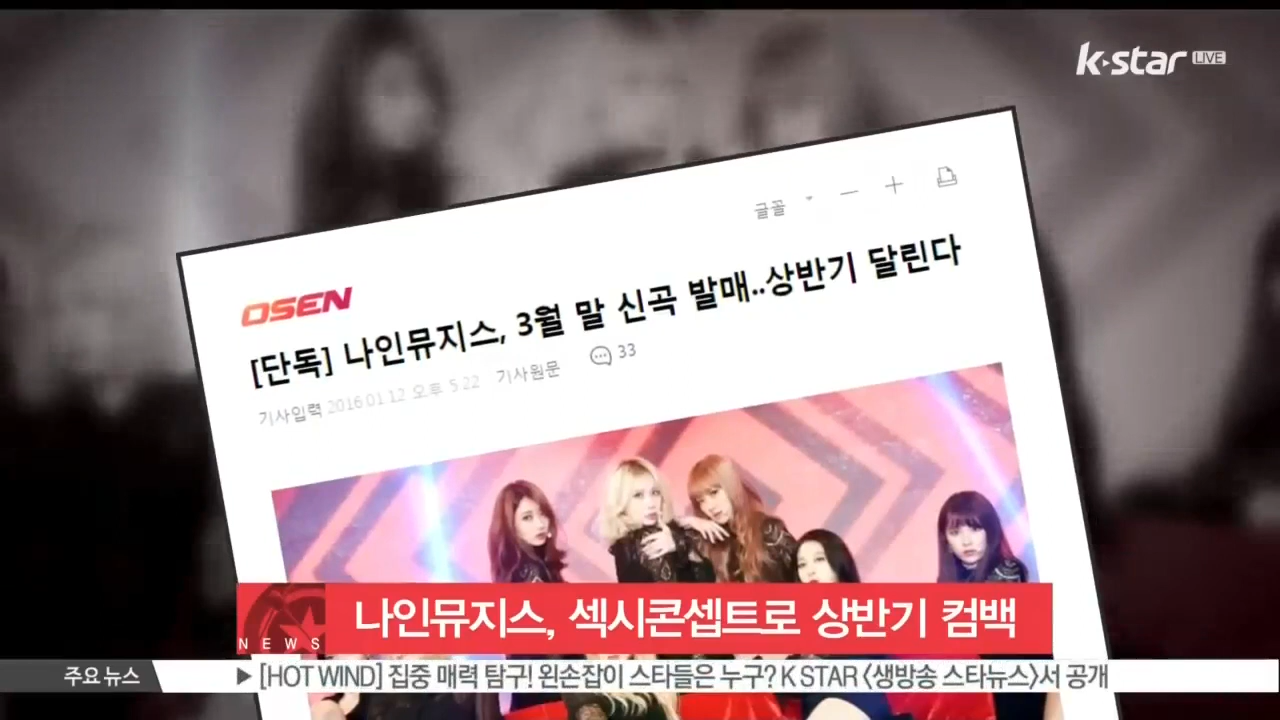 k·star LIVE
글꼴
OSEN
[단독] 나인뮤지스, 3월 말 신곡 발매..상반기 달린다
기사입력 2016.01.12 오후 5:22 기사원문 33
나인뮤지스, 섹시콘셉트로 상반기 컴백
NEWS
주요뉴스 ▶ [HOT WIND] 집중 매력 탐구! 왼손잡이 스타들은 누구? K STAR <생방송 스타뉴스>서 공개